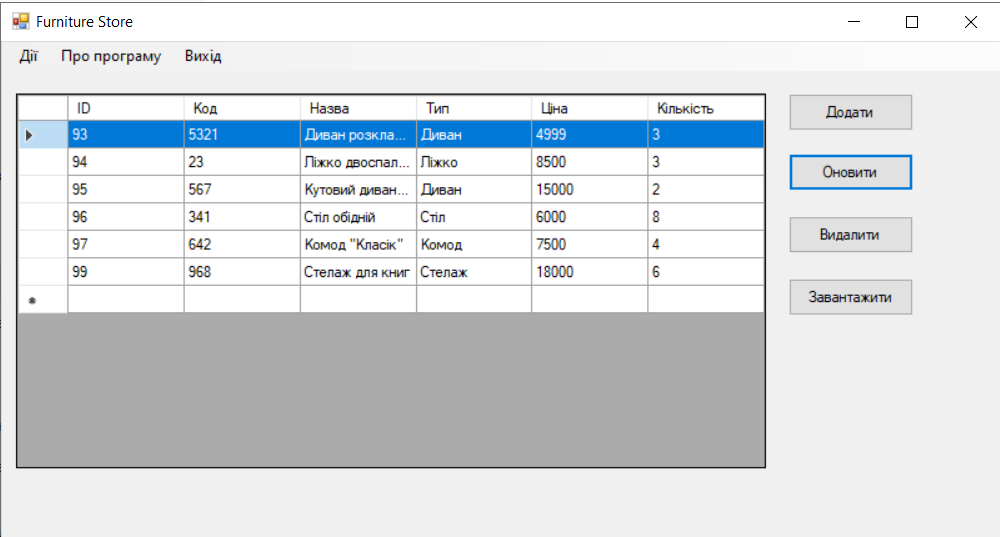 Furniture Store
Дії Про програму Вихід
ID Код Назва Тип Ціна Кількість
93 5321 Диван розкла... Диван 4999 3
94 23 Ліжко двоспал... Ліжко 8500 3
95 567 Кутовий диван... Диван 15000 2
96 341 Стіл обідній Стіл 6000 8
97 642 Комод "Класік" Комод 7500 4
99 968 Стелаж для книг Стелаж 18000 6
Додати
Оновити
Видалити
Завантажити